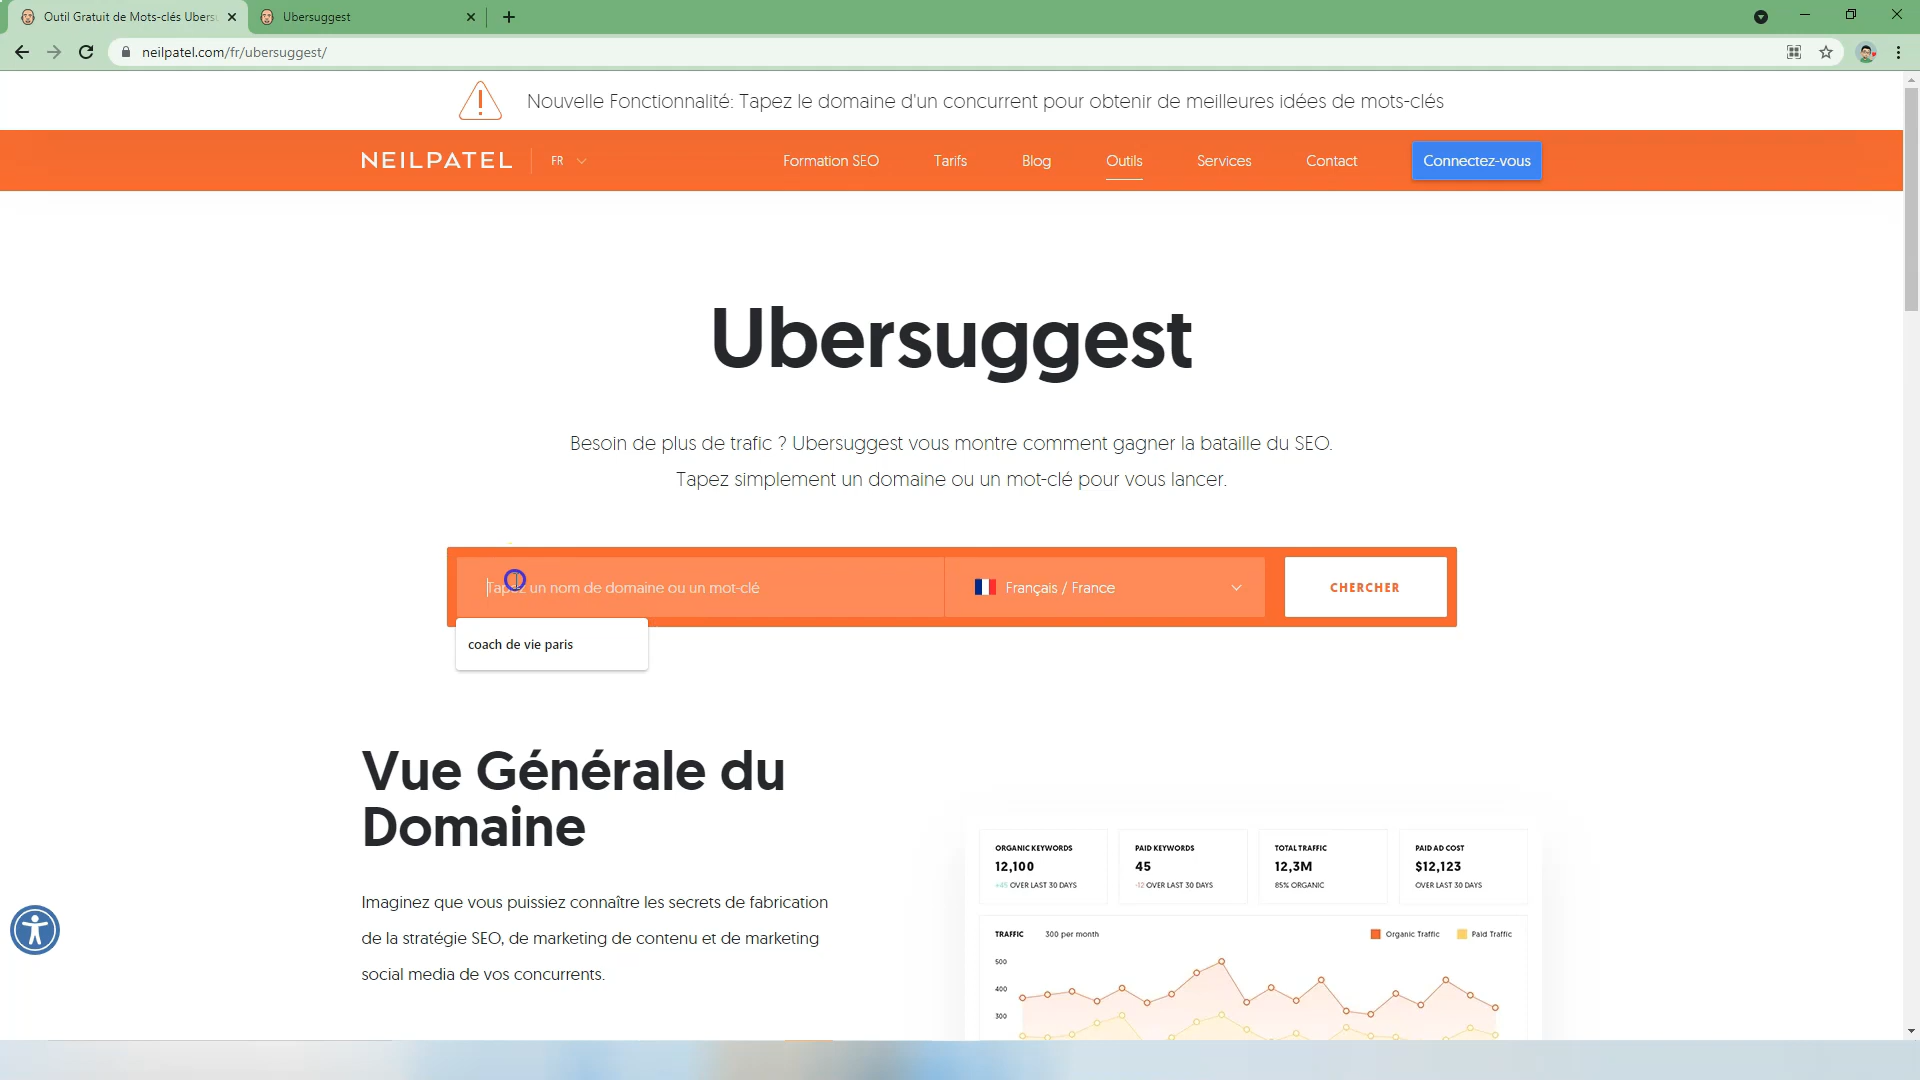 Outil Gratuit de Mots-clés Ubers
Ubersuggest
neilpatel.com/fr/ubersuggest/
Nouvelle Fonctionnalité: Tapez le domaine d'un concurrent pour obtenir de meilleures idées de mots-clés
NEILPATEL
FR
Formation SEO
Tarifs
Blog
Outils
Services
Contact
Connectez-vous
Ubersuggest
Besoin de plus de trafic ? Ubersuggest vous montre comment gagner la bataille du SEO.
Tapez simplement un domaine ou un mot-clé pour vous lancer.
Tapez un nom de domaine ou un mot-clé
Français / France
CHERCHER
coach de vie paris
Vue Générale du
Domaine
Imaginez que vous puissiez connaître les secrets de fabrication
de la stratégie SEO, de marketing de contenu et de marketing
social media de vos concurrents.
ORGANIC KEYWORDS
12,100
+45 OVER LAST 30 DAYS
PAID KEYWORDS
45
-12 OVER LAST 30 DAYS
TOTAL TRAFFIC
12,3M
85% ORGANIC
PAID AD COST
$12,123
OVER LAST 30 DAYS
TRAFFIC
300 per month
Organic Traffic
Paid Traffic
500
400
300